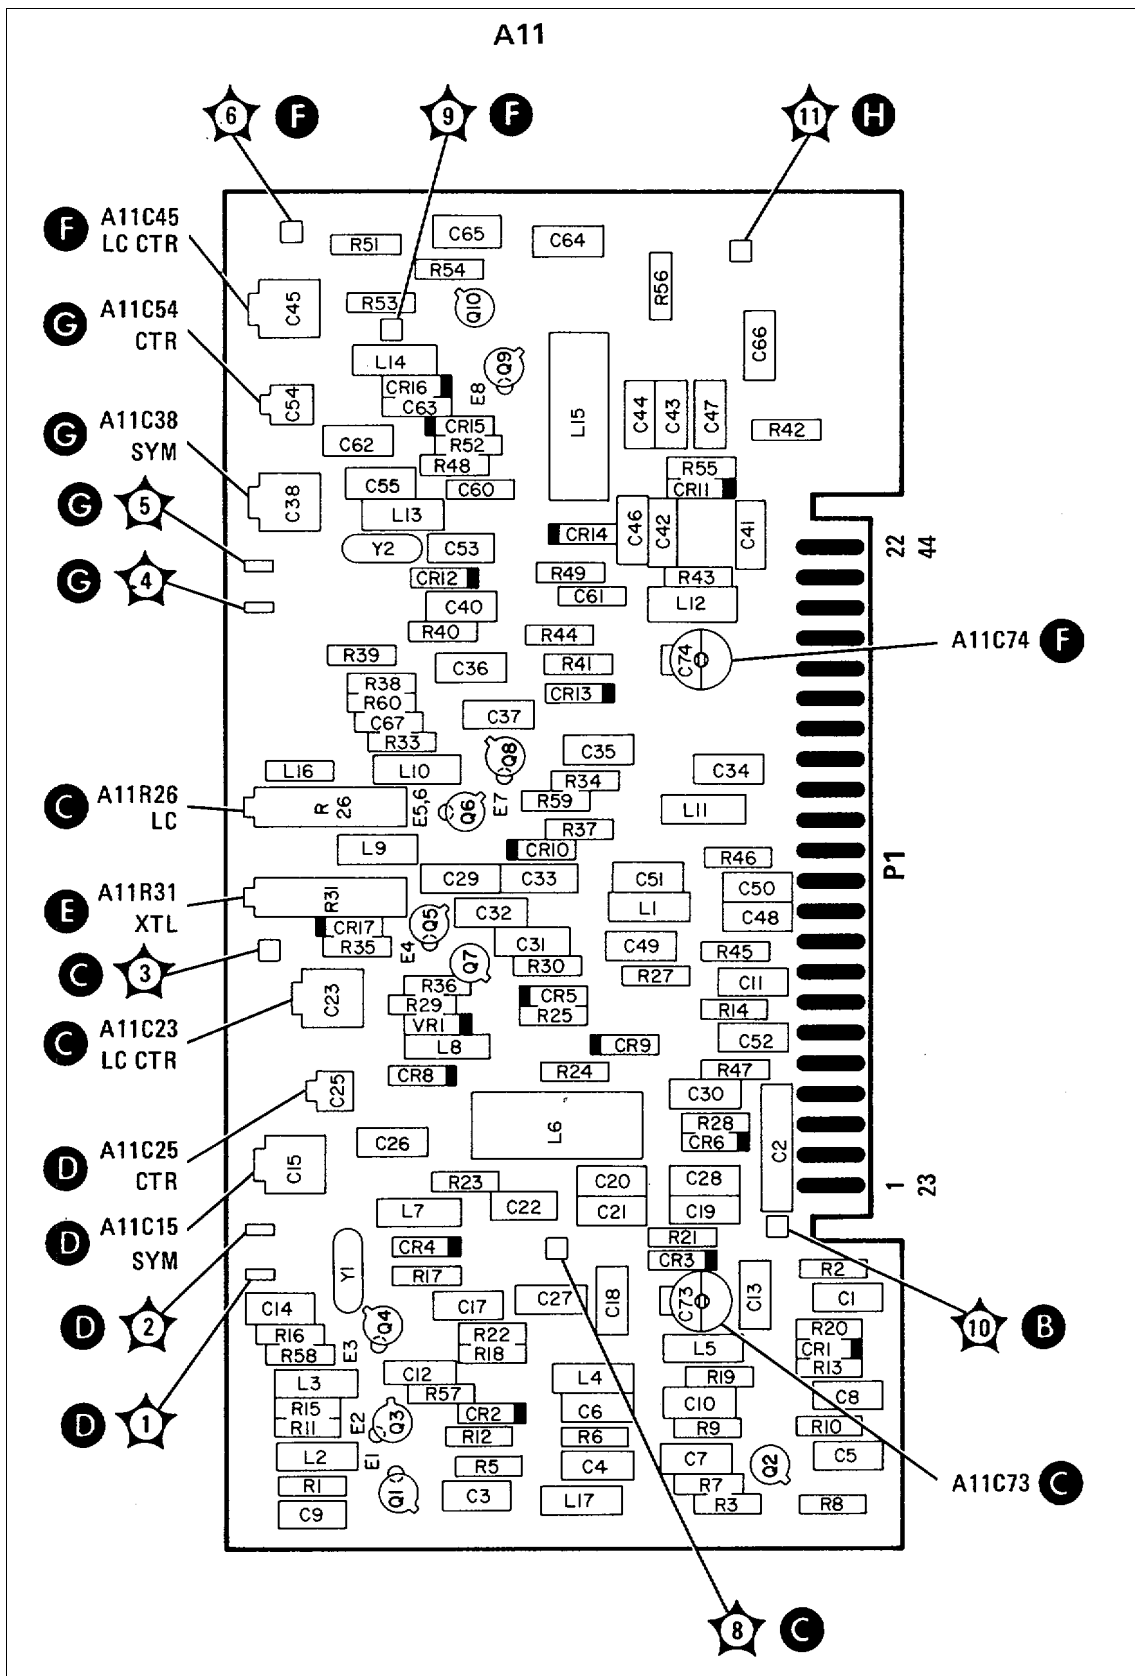 A11
6 F
9 F
11 H
F A11C45
LC CTR
C65
C64
R51
R54
R56
C45
R53
Q10
G A11C54
CTR
C66
L14
Q9
CR16
E8
C63
C54
C44
C43
C47
L15
G A11C38
SYM
CR15
R42
C62
R52
R48
R55
C55
C60
CR11
G 5
C38
L13
CR14
C46
C42
C41
Y2
C53
22
44
G 4
CR12
R49
R43
C40
C61
L12
R40
R44
R39
C36
R41
C74
A11C74 F
R38
CR13
R60
C67
C37
R33
Q8
C35
L16
L10
C34
R34
C A11R26
LC
R
26
E5,6
Q6
E7
R59
L11
R37
L9
CR10
R46
P1
E A11R31
XTL
C29
C33
C51
C50
R31
L1
C32
C48
CR17
Q5
R35
E4
C31
C49
R45
C 3
Q7
R30
R27
C11
R36
C23
R29
CR5
R14
VR1
R25
C A11C23
LC CTR
L8
CR9
C52
CR8
R24
R47
C25
C30
D A11C25
CTR
C26
L6
R28
CR6
C2
C15
R23
C20
C28
1
23
L7
C22
C21
C19
D A11C15
SYM
R21
CR4
CR3
Y1
R17
R2
C14
C17
C27
C18
C73
C13
C1
D 2
R16
Q4
R22
R20
10 B
R58
E3
R18
L5
CR1
R13
L3
C12
L4
R19
R57
C8
R15
C6
C10
D 1
R11
E2
Q3
CR2
R9
R10
R12
R6
L2
E1
C7
Q2
C5
R5
C4
R1
Q1
R7
A11C73 C
C3
L17
R3
R8
C9
8 C